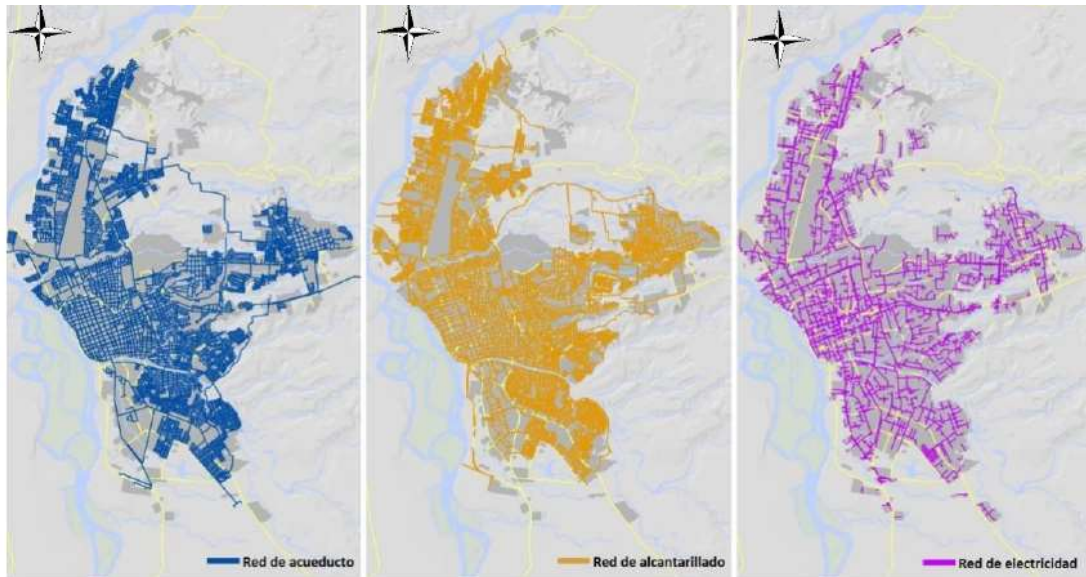 Red de acueducto
Red de alcantarillado
Red de electricidad